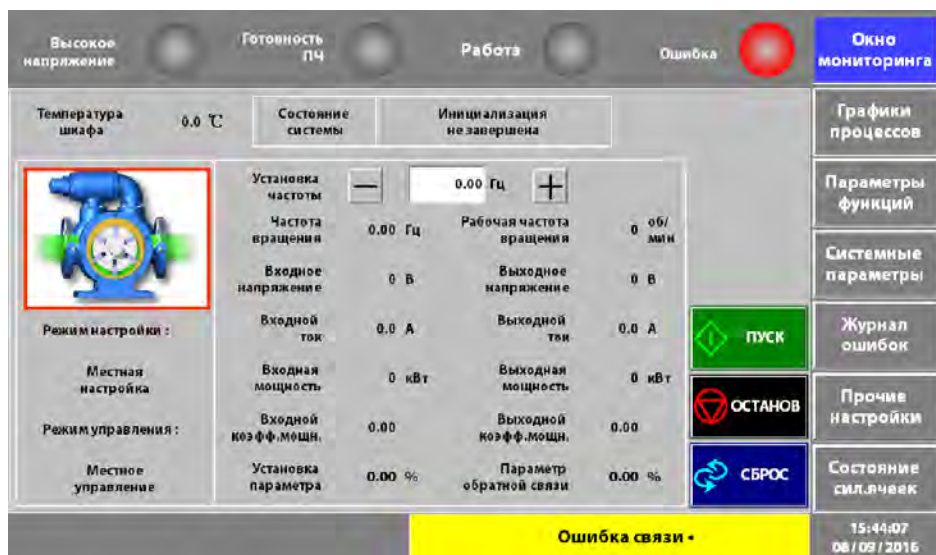 Высокое
напряжение
Готовность
ПЧ
Работа
Ошибка
Окно
мониторинга
Температура
шкафа
0.0 ℃
Состояние
системы
Инициализация
не завершена
Графики
процессов
Установка
частоты
—
0.00 Гц
+
Параметры
функций
Частота
вращения
0.00 Гц
Рабочая частота
вращения
0 об/
мин
Системные
параметры
Входное
напряжение
0 В
Выходное
напряжение
0 В
Режим настройки :
Входной
ток
0.0 А
Выходной
ток
0.0 А
ПУСК
Журнал
ошибок
Местная
настройка
Входная
мощность
0 кВт
Выходная
мощность
0 кВт
ОСТАНОВ
Прочие
настройки
Режим управления :
Входной
коэфф.мощн.
0.00
Выходной
коэфф.мощн.
0.00
Местное
управление
Установка
параметра
0.00 %
Параметр
обратной связи
0.00 %
СБРОС
Состояние
сил.ячеек
Ошибка связи
15:44:07
08/09/2016